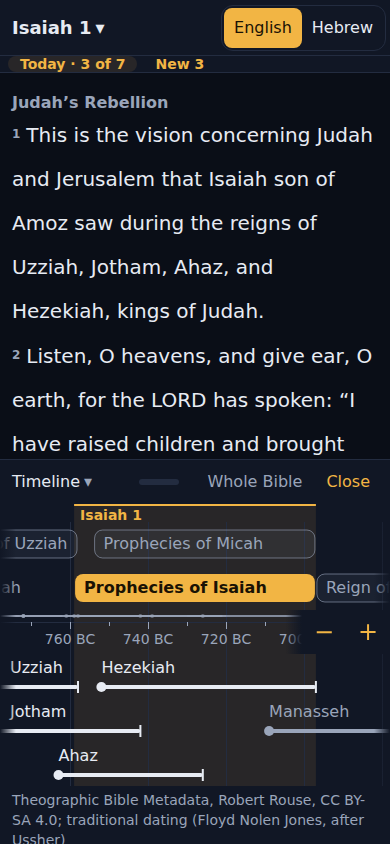 Isaiah 1 ▾
English Hebrew
Today · 3 of 7 New 3
Judah’s Rebellion
1 This is the vision concerning Judah
and Jerusalem that Isaiah son of
Amoz saw during the reigns of
Uzziah, Jotham, Ahaz, and
Hezekiah, kings of Judah.
2 Listen, O heavens, and give ear, O
earth, for the LORD has spoken: “I
have raised children and brought
Timeline ▾ Whole Bible Close
Isaiah 1
of Uzziah Prophecies of Micah
ah Prophecies of Isaiah Reign o
760 BC 740 BC 720 BC 700
− +
Uzziah Hezekiah
Jotham Manasseh
Ahaz
Theographic Bible Metadata, Robert Rouse, CC BY-
SA 4.0; traditional dating (Floyd Nolen Jones, after
Ussher)